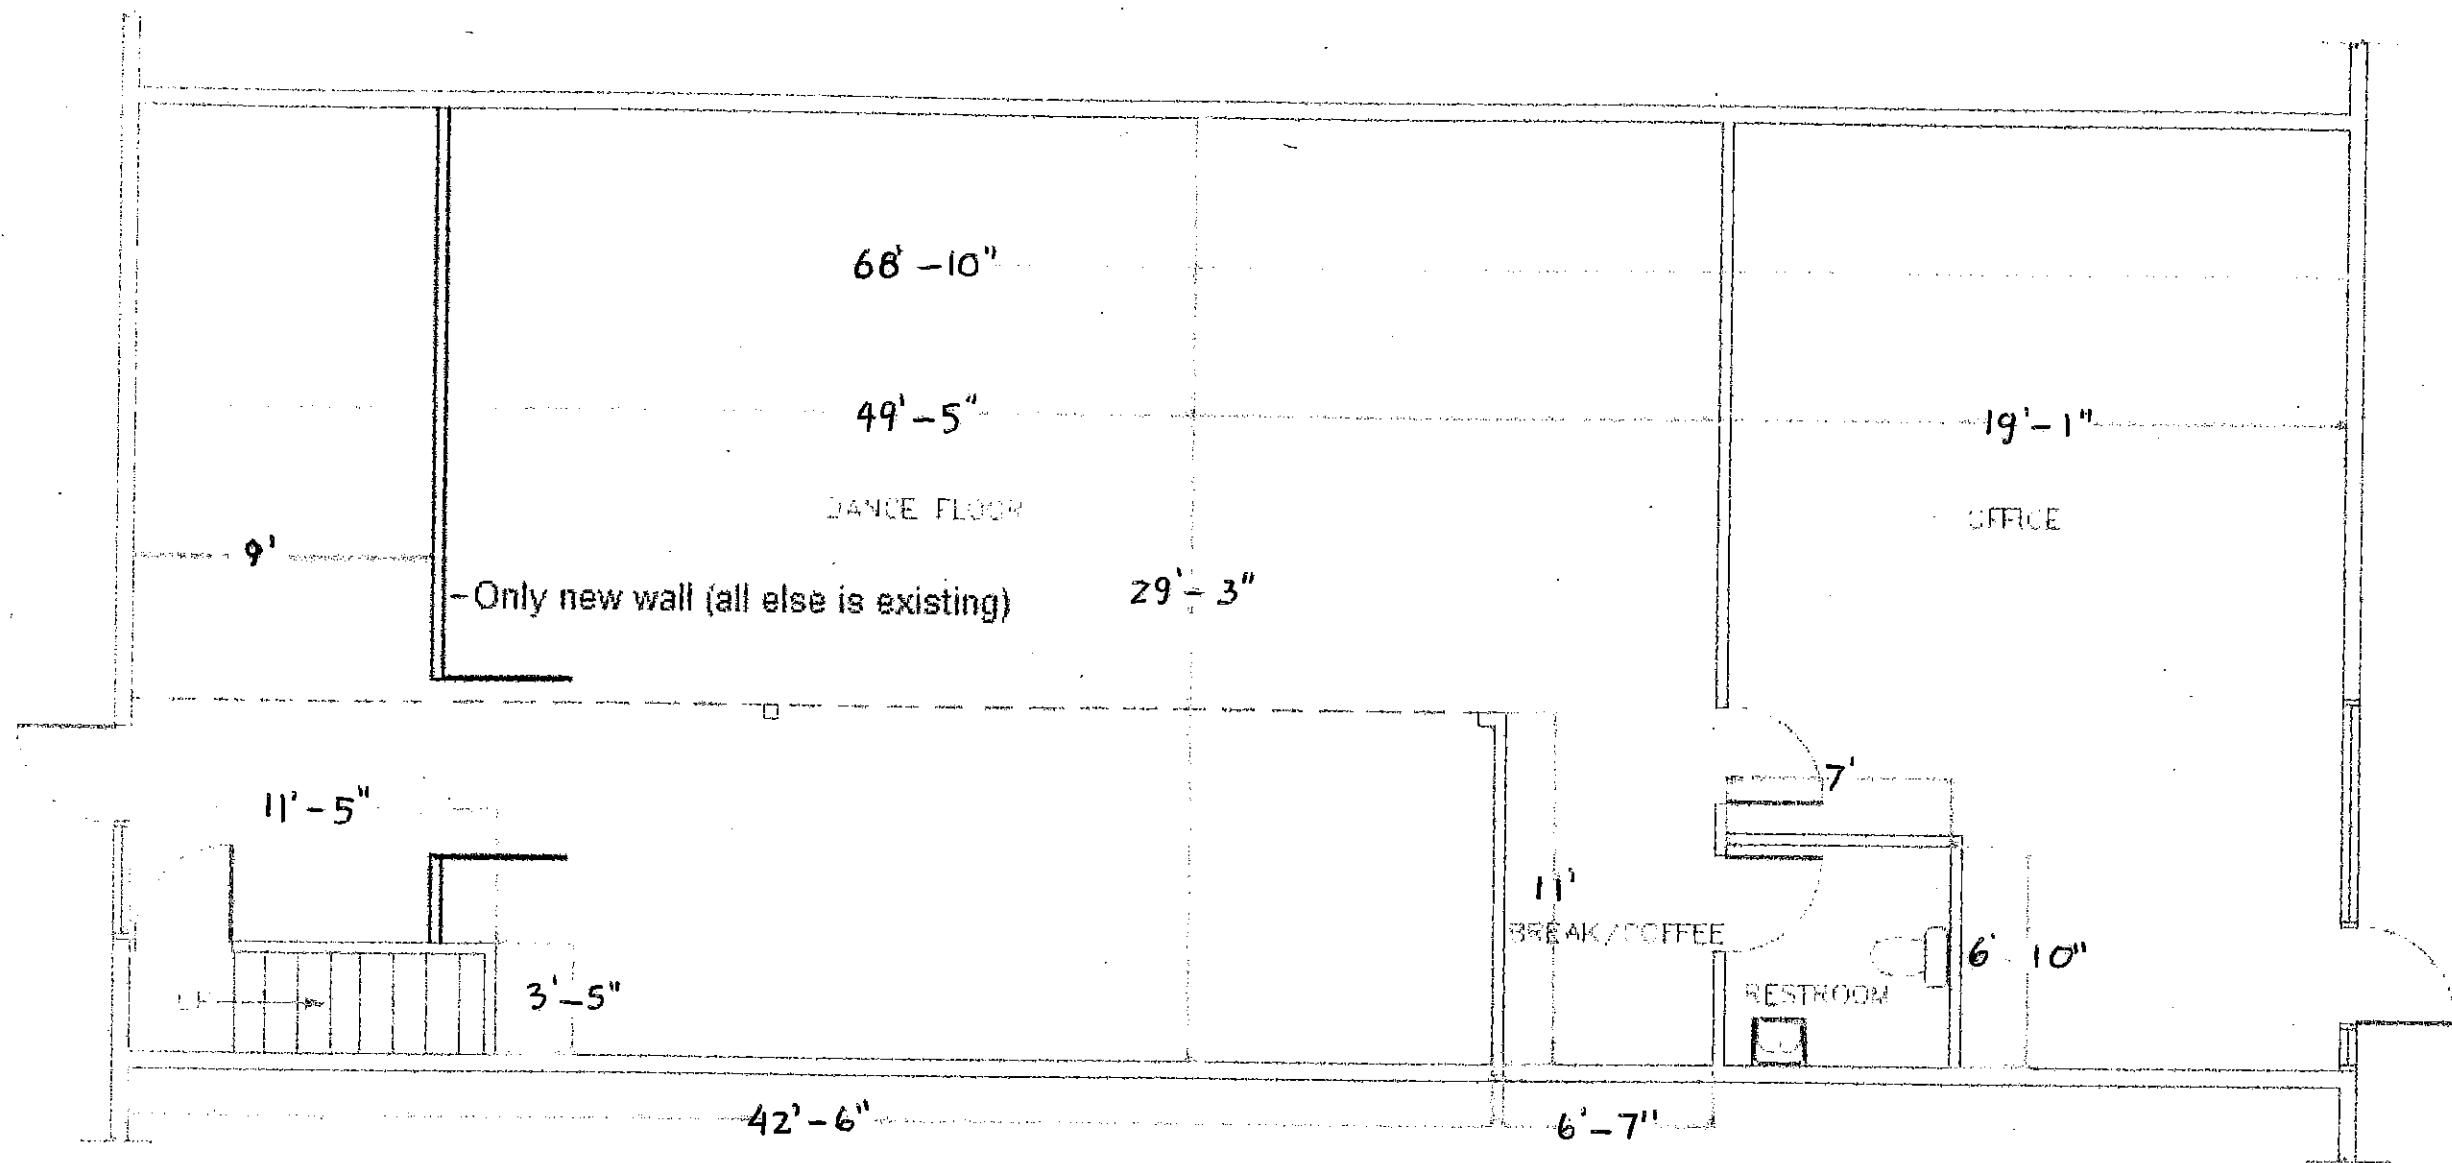 68'-10"
49'-5"
19'-1"
DANCE FLOOR
OFFICE
9'
-Only new wall (all else is existing)
29'-3"
7'
11'-5"
11'
BREAK/COFFEE
6' 10"
3'-5"
UP
RESTROOM
42'-6"
6'-7"